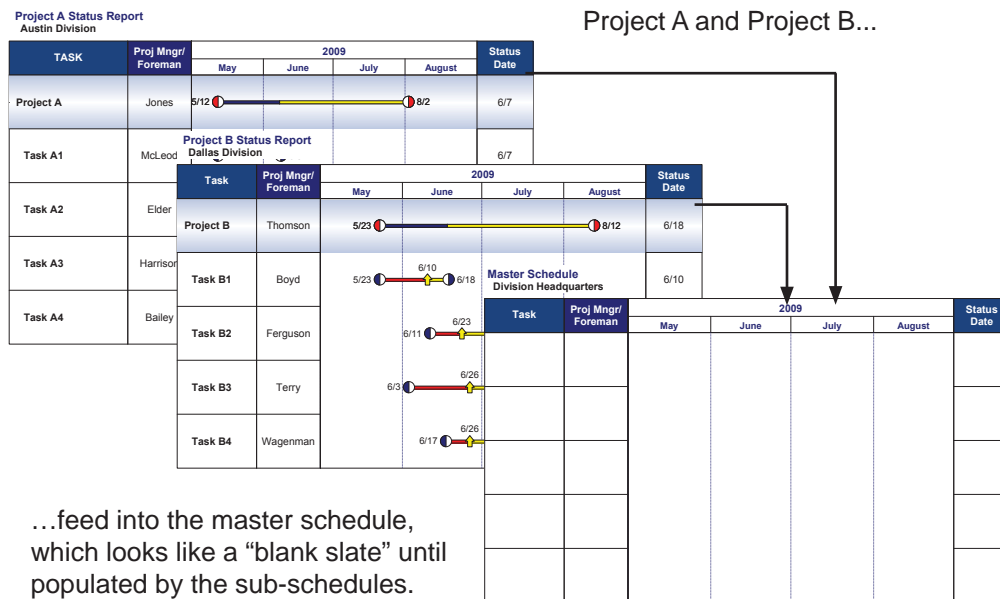 Project A Status Report
Austin Division
Project A and Project B...
TASK
Proj Mngr/
Foreman
2009
May June July August
Status
Date
Project A Jones 5/12 8/2 6/7
Task A1 McLeod 6/7
Task A2 Elder
Task A3 Harrison
Task A4 Bailey
Project B Status Report
Dallas Division
Task
Proj Mngr/
Foreman
2009
May June July August
Status
Date
Project B Thomson 5/23 8/12 6/18
Task B1 Boyd 5/23 6/10 6/18 6/10
Task B2 Ferguson 6/11 6/23
Task B3 Terry 6/3 6/26
Task B4 Wagenman 6/17 6/26
Master Schedule
Division Headquarters
Task
Proj Mngr/
Foreman
2009
May June July August
Status
Date
…feed into the master schedule,
which looks like a “blank slate” until
populated by the sub-schedules.